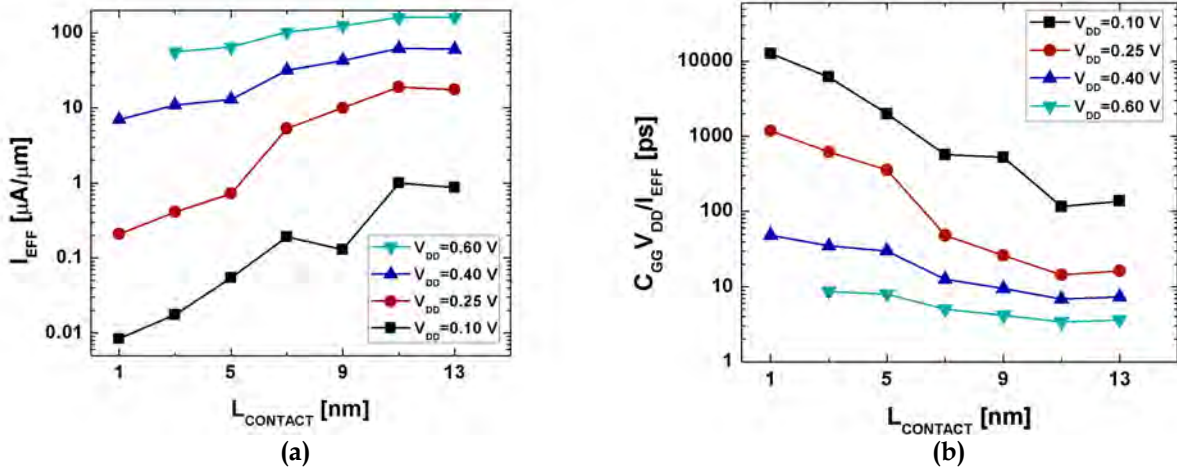 100
10
1
0.1
0.01
I_EFF [μA/μm]
V_DD=0.60 V
V_DD=0.40 V
V_DD=0.25 V
V_DD=0.10 V
1 5 9 13
L_CONTACT [nm]
(a)
10000
1000
100
10
1
C_GG V_DD/I_EFF [ps]
V_DD=0.10 V
V_DD=0.25 V
V_DD=0.40 V
V_DD=0.60 V
1 5 9 13
L_CONTACT [nm]
(b)